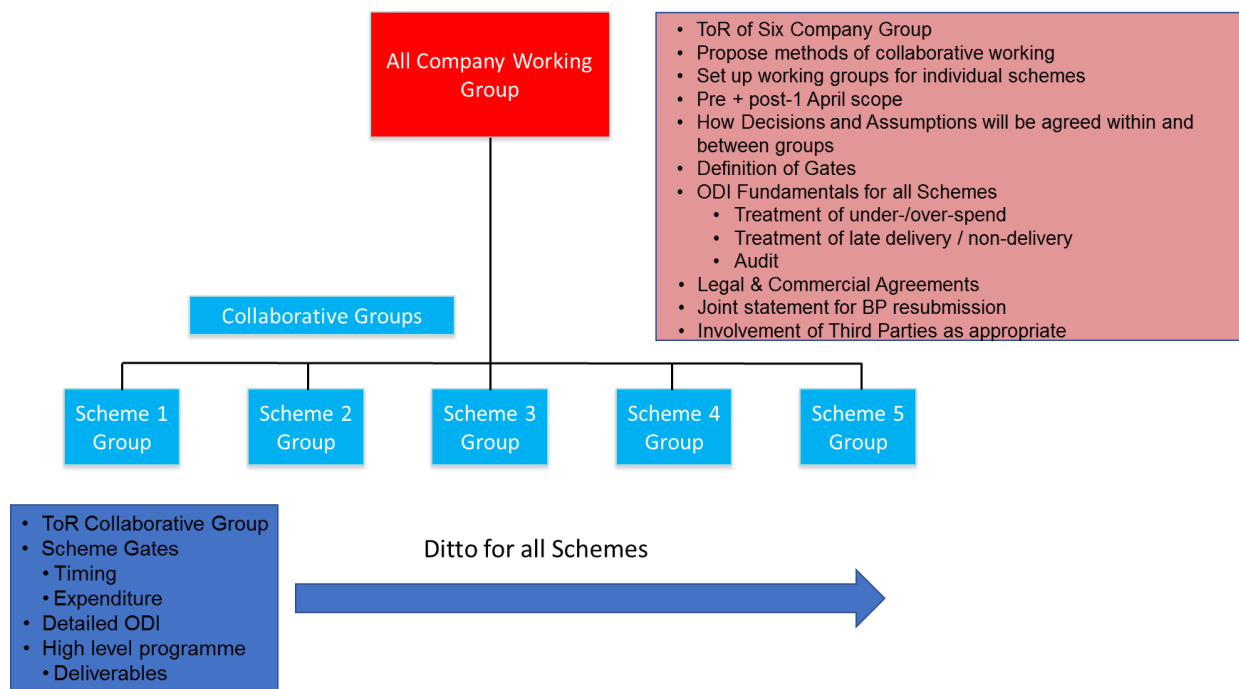 All Company Working
Group
• ToR of Six Company Group
• Propose methods of collaborative working
• Set up working groups for individual schemes
• Pre + post-1 April scope
• How Decisions and Assumptions will be agreed within and
between groups
• Definition of Gates
• ODI Fundamentals for all Schemes
• Treatment of under-/over-spend
• Treatment of late delivery / non-delivery
• Audit
• Legal & Commercial Agreements
• Joint statement for BP resubmission
• Involvement of Third Parties as appropriate
Collaborative Groups
Scheme 1
Group
Scheme 2
Group
Scheme 3
Group
Scheme 4
Group
Scheme 5
Group
• ToR Collaborative Group
• Scheme Gates
• Timing
• Expenditure
• Detailed ODI
• High level programme
• Deliverables
Ditto for all Schemes